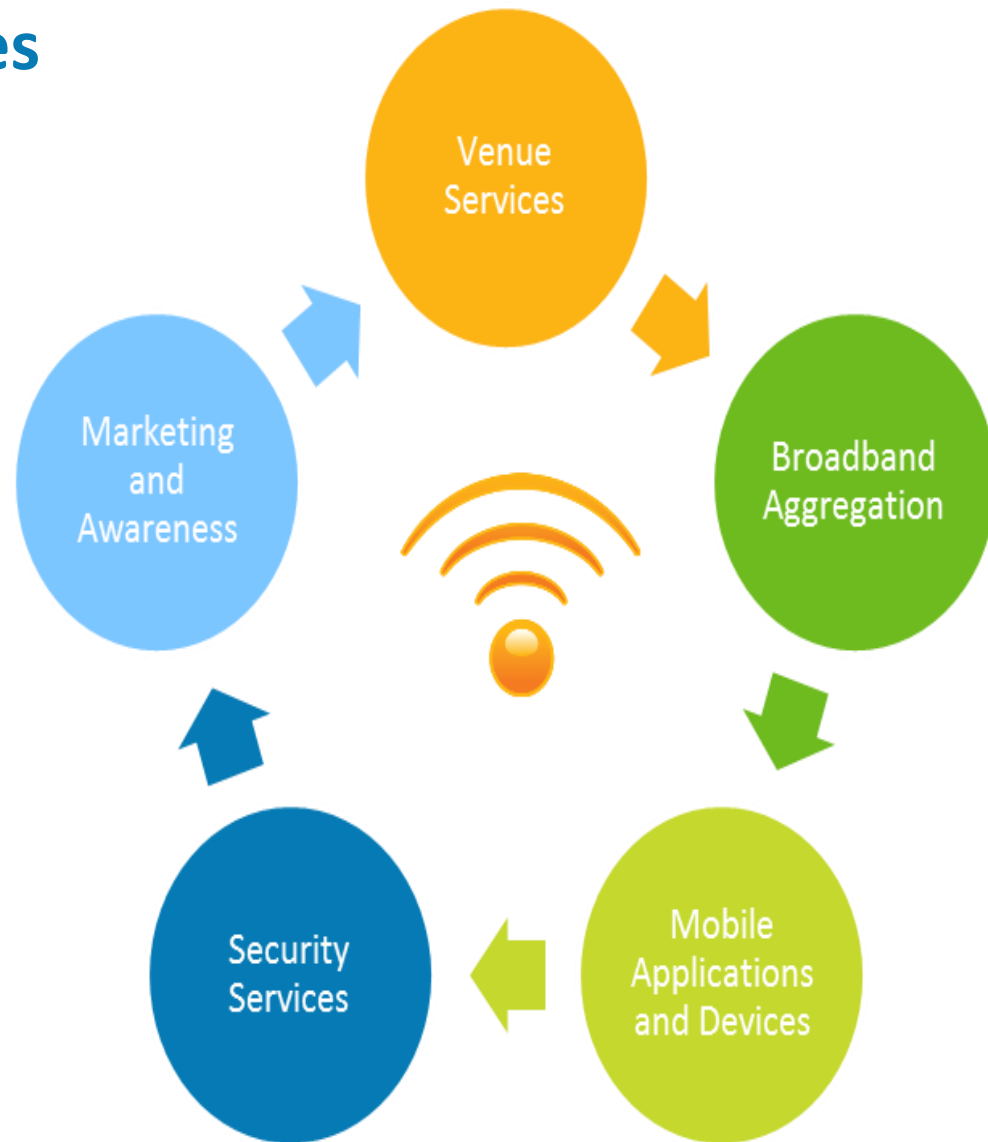 es
Venue
Services
Broadband
Aggregation
Mobile
Applications
and Devices
Security
Services
Marketing
and
Awareness